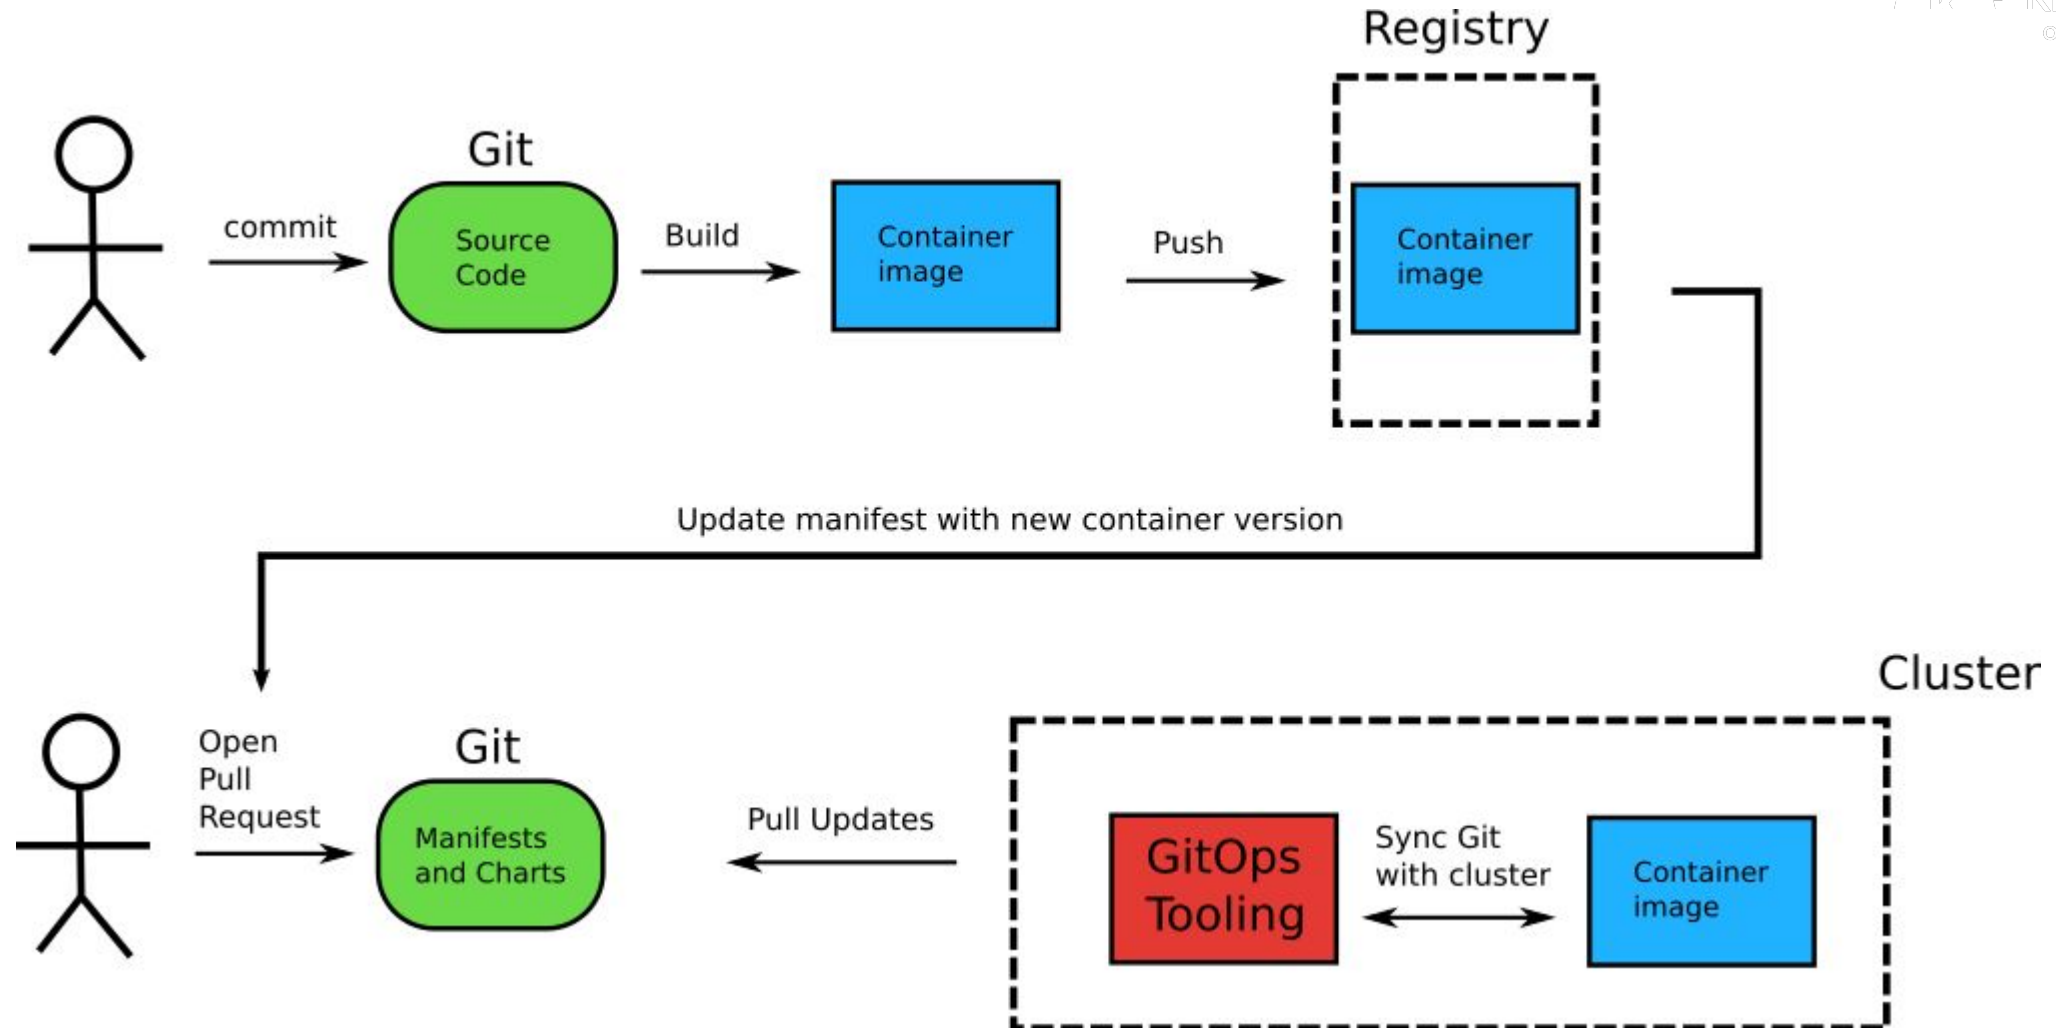 Registry
Git
commit
Source
Code
Build
Container
image
Push
Container
image
Update manifest with new container version
Cluster
Open
Pull
Request
Git
Manifests
and Charts
Pull Updates
GitOps
Tooling
Sync Git
with cluster
Container
image